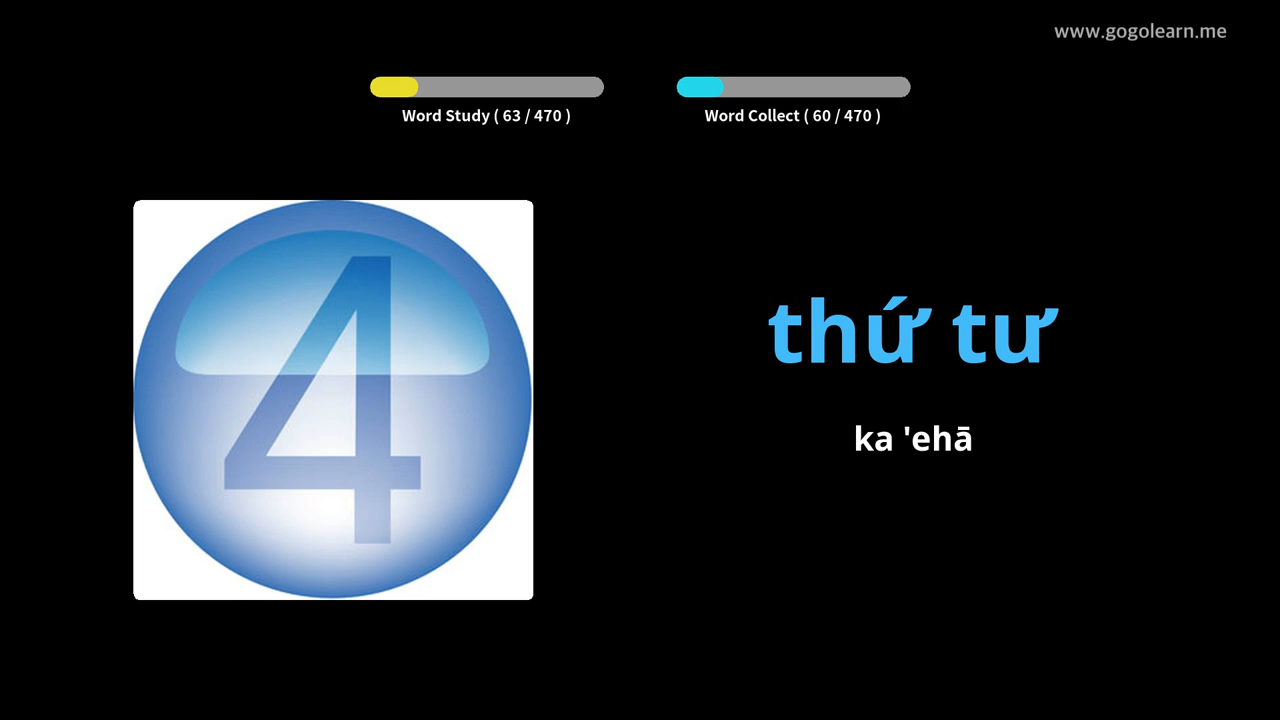 www.gogolearn.me
Word Study ( 63 / 470 )
Word Collect ( 60 / 470 )
4
thứ tư
ka 'ehā